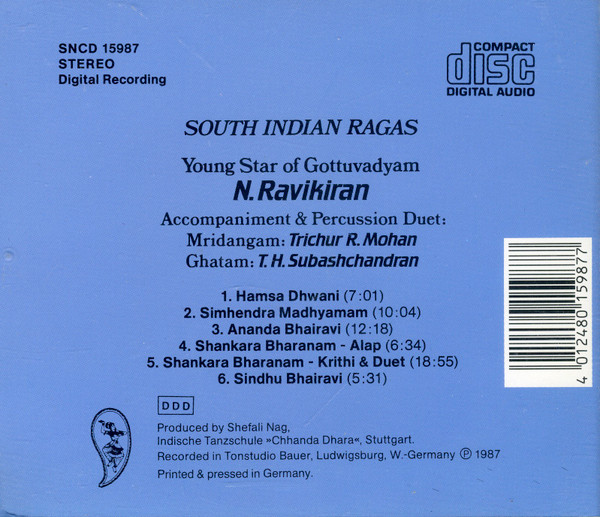 SNCD 15987
STEREO
Digital Recording
COMPACT
disc
DIGITAL AUDIO
SOUTH INDIAN RAGAS
Young Star of Gottuvadyam
N. Ravikiran
Accompaniment & Percussion Duet:
Mridangam: Trichur R. Mohan
Ghatam: T. H. Subashchandran
1. Hamsa Dhwani (7:01)
2. Simhendra Madhyamam (10:04)
3. Ananda Bhairavi (12:18)
4. Shankara Bharanam - Alap (6:34)
5. Shankara Bharanam - Krithi & Duet (18:55)
6. Sindhu Bhairavi (5:31)
4 012480 159877
DDD
Produced by Shefali Nag,
Indische Tanzschule »Chhanda Dhara«, Stuttgart.
Recorded in Tonstudio Bauer, Ludwigsburg, W.-Germany Ⓟ 1987
Printed & pressed in Germany.